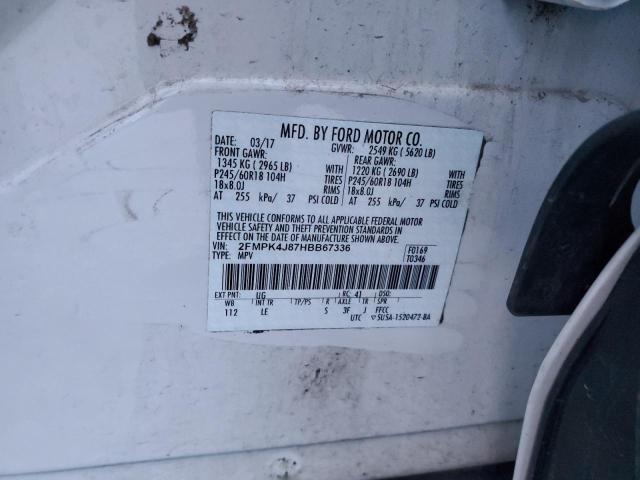 MFD. BY FORD MOTOR CO.
DATE: 03/17 GVWR: 2549 KG ( 5620 LB)
FRONT GAWR: REAR GAWR:
1345 KG ( 2965 LB) WITH 1220 KG ( 2690 LB) WITH
P245/60R18 104H TIRES P245/60R18 104H TIRES
18x8.0J RIMS 18x8.0J RIMS
AT 255 kPa/ 37 PSI COLD AT 255 kPa/ 37 PSI COLD
THIS VEHICLE CONFORMS TO ALL APPLICABLE FEDERAL MOTOR
VEHICLE SAFETY AND THEFT PREVENTION STANDARDS IN
EFFECT ON THE DATE OF MANUFACTURE SHOWN ABOVE.
VIN: 2FMPK4J87HBB67336 F0169
TYPE: MPV T0346
EXT PNT: UG RC: 41 DSO:
WB INT TR TP/PS R AXLE TR SPR
112 LE S 3F J FFCC
UTC 5U5A-1520472-BA